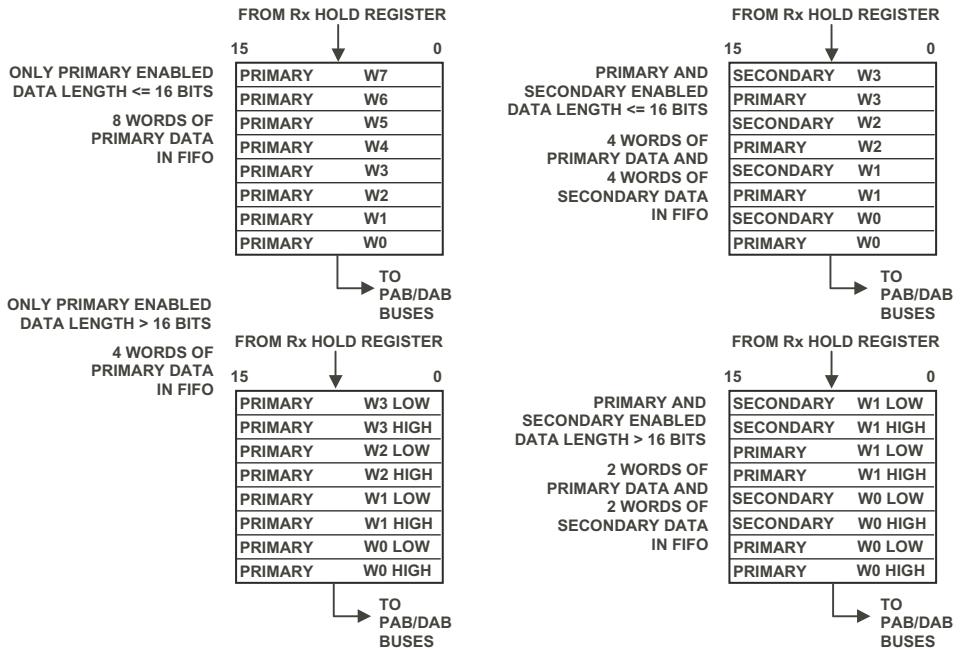 FROM Rx HOLD REGISTER
15 0
ONLY PRIMARY ENABLED
DATA LENGTH <= 16 BITS
8 WORDS OF
PRIMARY DATA
IN FIFO
PRIMARY W7
PRIMARY W6
PRIMARY W5
PRIMARY W4
PRIMARY W3
PRIMARY W2
PRIMARY W1
PRIMARY W0
TO
PAB/DAB
BUSES
FROM Rx HOLD REGISTER
15 0
PRIMARY AND
SECONDARY ENABLED
DATA LENGTH <= 16 BITS
4 WORDS OF
PRIMARY DATA AND
4 WORDS OF
SECONDARY DATA
IN FIFO
SECONDARY W3
PRIMARY W3
SECONDARY W2
PRIMARY W2
SECONDARY W1
PRIMARY W1
SECONDARY W0
PRIMARY W0
TO
PAB/DAB
BUSES
ONLY PRIMARY ENABLED
DATA LENGTH > 16 BITS
4 WORDS OF
PRIMARY DATA
IN FIFO
FROM Rx HOLD REGISTER
15 0
PRIMARY W3 LOW
PRIMARY W3 HIGH
PRIMARY W2 LOW
PRIMARY W2 HIGH
PRIMARY W1 LOW
PRIMARY W1 HIGH
PRIMARY W0 LOW
PRIMARY W0 HIGH
TO
PAB/DAB
BUSES
FROM Rx HOLD REGISTER
15 0
PRIMARY AND
SECONDARY ENABLED
DATA LENGTH > 16 BITS
2 WORDS OF
PRIMARY DATA AND
2 WORDS OF
SECONDARY DATA
IN FIFO
SECONDARY W1 LOW
SECONDARY W1 HIGH
PRIMARY W1 LOW
PRIMARY W1 HIGH
SECONDARY W0 LOW
SECONDARY W0 HIGH
PRIMARY W0 LOW
PRIMARY W0 HIGH
TO
PAB/DAB
BUSES